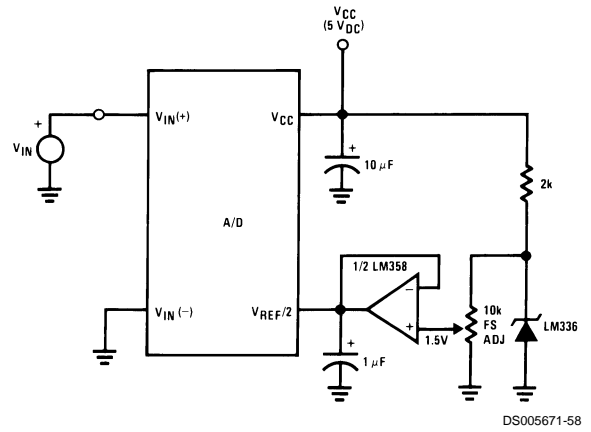 VCC
(5 VDC)
VIN(+)
VCC
+
VIN
+
10 μF
2k
A/D
1/2 LM358
VIN(−)
VREF/2
−
+
1.5V
10k
FS
ADJ
LM336
+
1 μF
DS005671-58